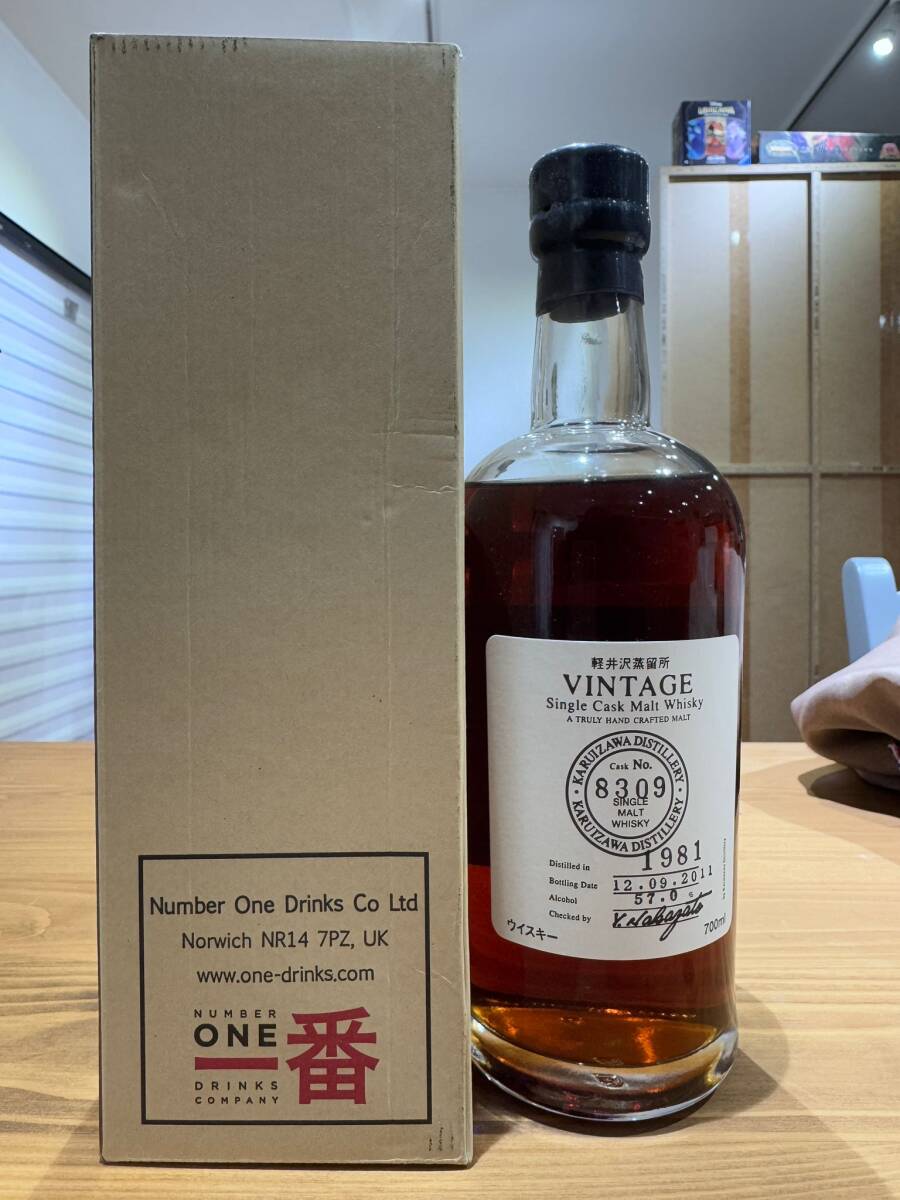 Number One Drinks Co Ltd
Norwich NR14 7PZ, UK
www.one-drinks.com
NUMBER
ONE
一番
DRINKS
COMPANY
軽井沢蒸留所
VINTAGE
Single Cask Malt Whisky
A TRULY HAND CRAFTED MALT
KARUIZAWA DISTILLERY
Cask No.
8309
SINGLE
MALT
WHISKY
KARUIZAWA DISTILLERY
Distilled in 1981
Bottling Date 12.09.2011
Alcohol 57.0 %
Checked by Y. Nakazato
ウイスキー
700ml